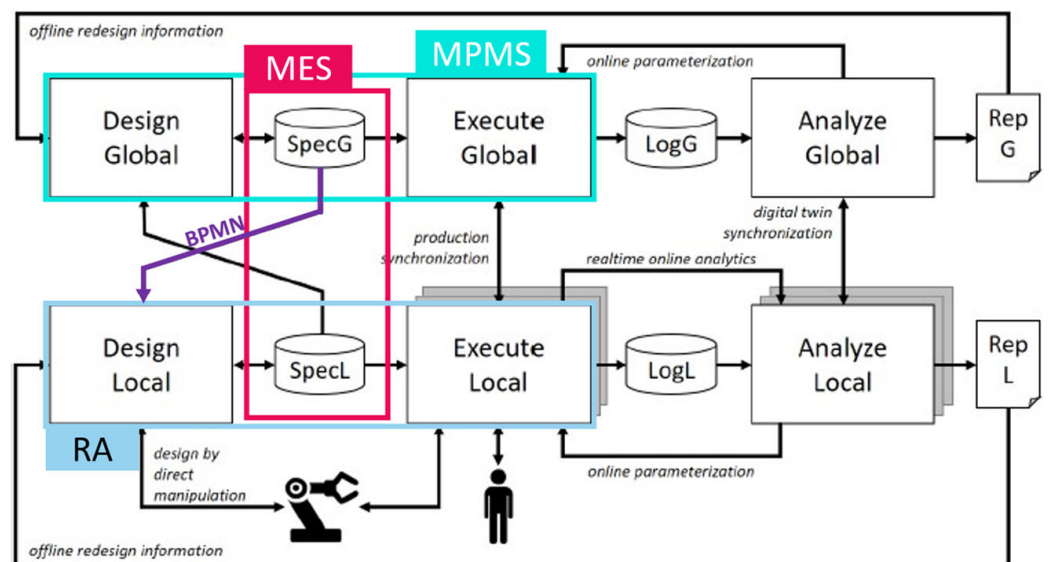 offline redesign information
MES
MPMS
online parameterization
Design
Global
SpecG
Execute
Global
LogG
Analyze
Global
Rep
G
BPMN
production
synchronization
digital twin
synchronization
realtime online analytics
Design
Local
SpecL
Execute
Local
LogL
Analyze
Local
Rep
L
RA
design by
direct
manipulation
online parameterization
offline redesign information